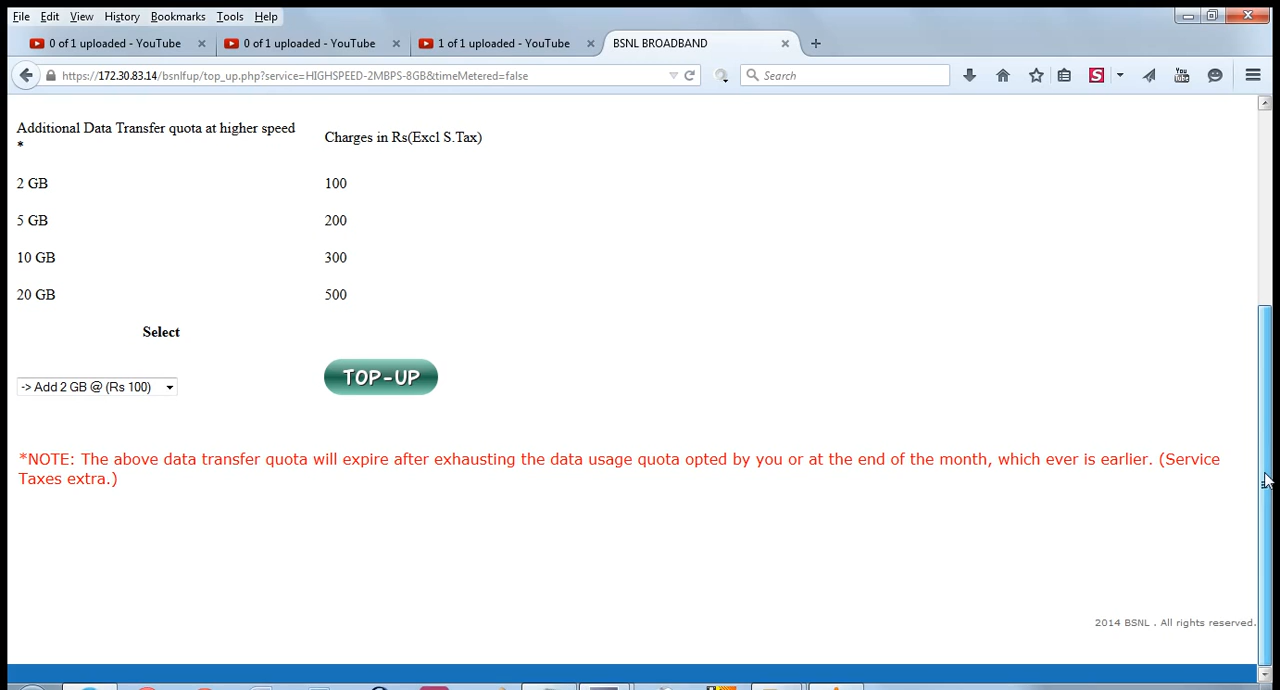 File Edit View History Bookmarks Tools Help
0 of 1 uploaded - YouTube 0 of 1 uploaded - YouTube 1 of 1 uploaded - YouTube BSNL BROADBAND
https://172.30.83.14/bsnlfup/top_up.php?service=HIGHSPEED-2MBPS-8GB&timeMetered=false Search
Additional Data Transfer quota at higher speed
*
Charges in Rs(Excl S.Tax)
2 GB 100
5 GB 200
10 GB 300
20 GB 500
Select
-> Add 2 GB @ (Rs 100) TOP-UP
*NOTE: The above data transfer quota will expire after exhausting the data usage quota opted by you or at the end of the month, which ever is earlier. (Service
Taxes extra.)
2014 BSNL . All rights reserved.